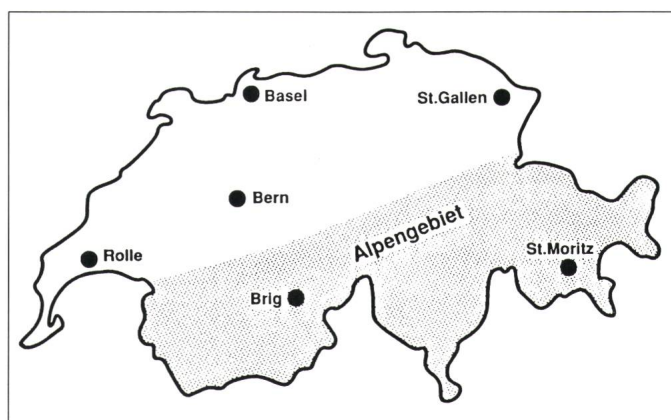 Basel
St.Gallen
Bern
Alpengebiet
Rolle
St.Moritz
Brig